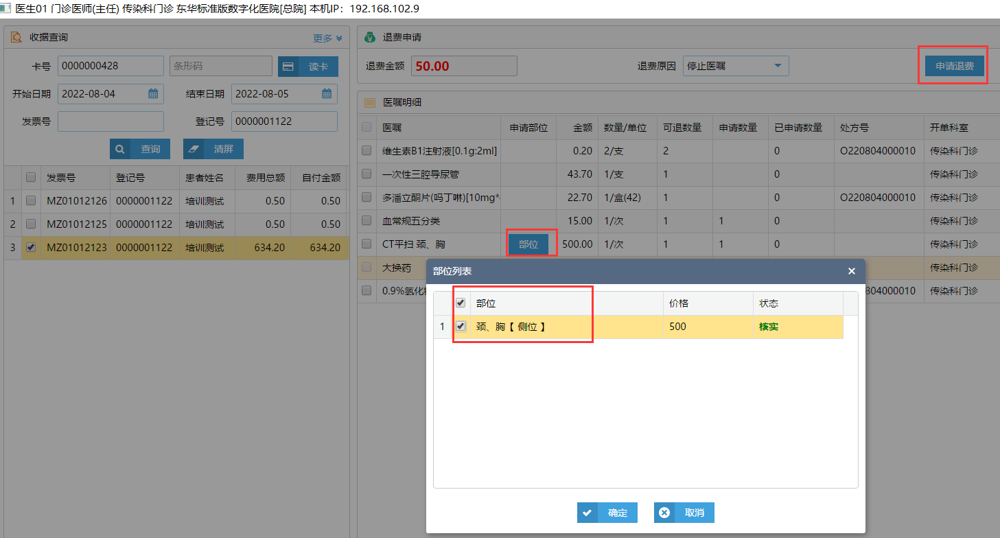 医生01 门诊医师(主任) 传染科门诊 东华标准版数字化医院[总院] 本机IP：192.168.102.9
收据查询 更多
卡号 0000000428 条形码 读卡
开始日期 2022-08-04 结束日期 2022-08-05
发票号 登记号 0000001122
查询 清屏
发票号 登记号 患者姓名 费用总额 自付金额
1 MZ01012126 0000001122 培训测试 0.50 0.50
2 MZ01012125 0000001122 培训测试 0.50 0.50
3 MZ01012123 0000001122 培训测试 634.20 634.20
退费申请
退费金额 50.00 退费原因 停止医嘱 申请退费
医嘱明细
医嘱 申请部位 金额 数量/单位 可退数量 申请数量 已申请数量 处方号 开单科室
维生素B1注射液[0.1g:2ml] 0.20 2/支 2 0 O220804000010 传染科门诊
一次性三腔导尿管 43.70 1/支 1 0 传染科门诊
多潘立酮片(吗丁啉)[10mg* 22.70 1/盒(42) 1 0 O220804000010 传染科门诊
血常规五分类 15.00 1/次 1 1 0 传染科门诊
CT平扫 颈、胸 部位 500.00 1/次 1 1 0 传染科门诊
大换药 传染科门诊
0.9%氯化 804000010 传染科门诊
部位列表
部位 价格 状态
1 颈、胸【 侧位 】 500 核实
确定 取消